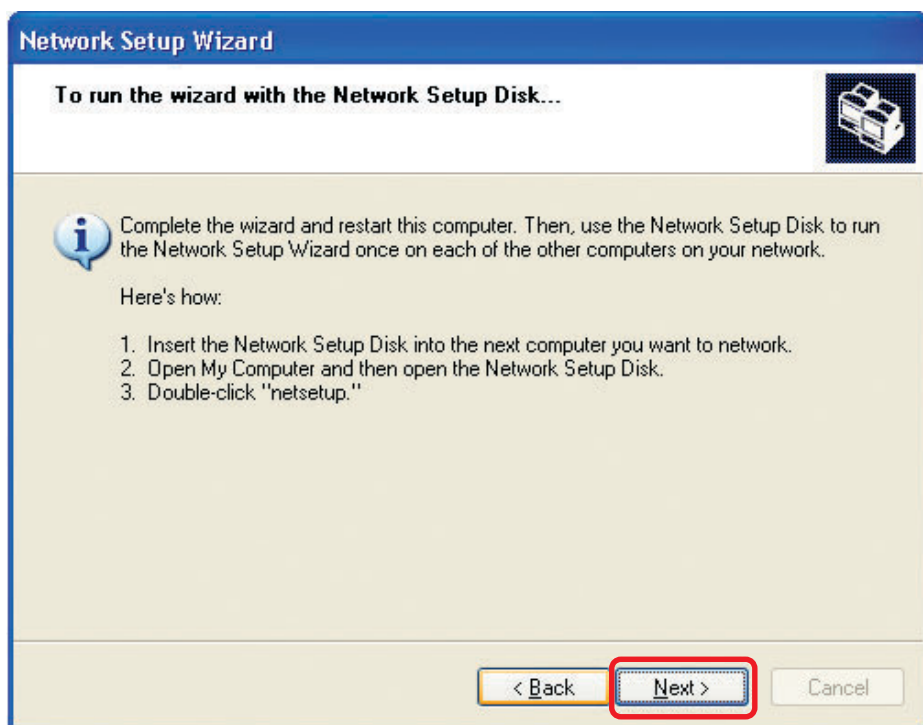 Network Setup Wizard
To run the wizard with the Network Setup Disk...
Complete the wizard and restart this computer. Then, use the Network Setup Disk to run
the Network Setup Wizard once on each of the other computers on your network.
Here's how:
1. Insert the Network Setup Disk into the next computer you want to network.
2. Open My Computer and then open the Network Setup Disk.
3. Double-click "netsetup."
< Back
Next >
Cancel